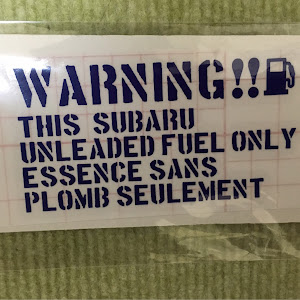 WARNING!!
THIS SUBARU
UNLEADED FUEL ONLY
ESSENCE SANS
PLOMB SEULEMENT